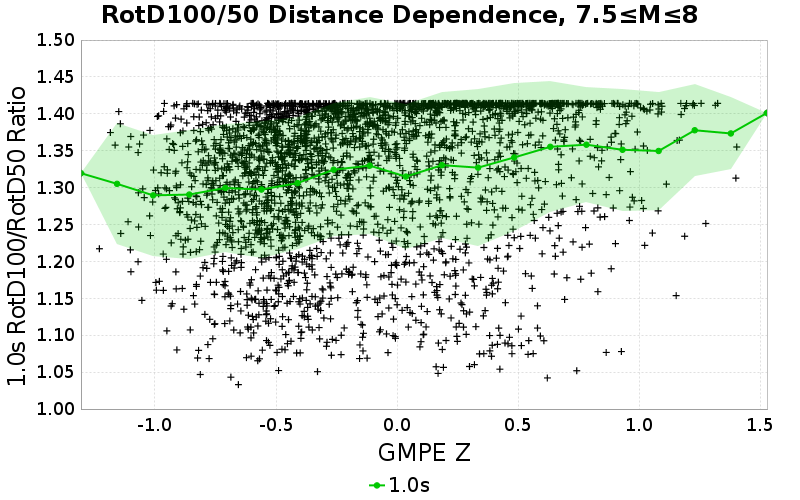 RotD100/50 Distance Dependence, 7.5≤M≤8
1.0s RotD100/RotD50 Ratio
1.50
1.45
1.40
1.35
1.30
1.25
1.20
1.15
1.10
1.05
1.00
-1.0 -0.5 0.0 0.5 1.0 1.5
GMPE Z
1.0s